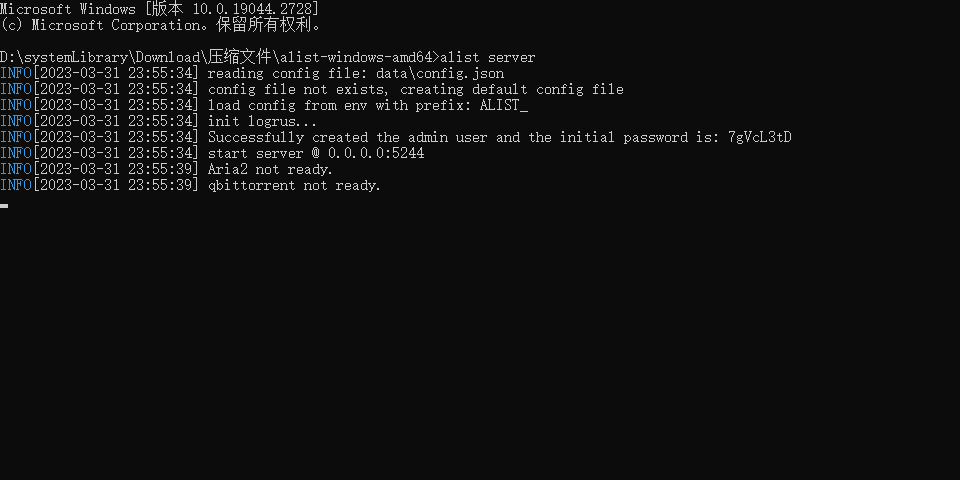 Microsoft Windows [版本 10.0.19044.2728]
(c) Microsoft Corporation。保留所有权利。
D:\systemLibrary\Download\压缩文件\alist-windows-amd64>alist server
INFO[2023-03-31 23:55:34] reading config file: data\config.json
INFO[2023-03-31 23:55:34] config file not exists, creating default config file
INFO[2023-03-31 23:55:34] load config from env with prefix: ALIST_
INFO[2023-03-31 23:55:34] init logrus...
INFO[2023-03-31 23:55:34] Successfully created the admin user and the initial password is: 7gVcL3tD
INFO[2023-03-31 23:55:34] start server @ 0.0.0.0:5244
INFO[2023-03-31 23:55:39] Aria2 not ready.
INFO[2023-03-31 23:55:39] qbittorrent not ready.